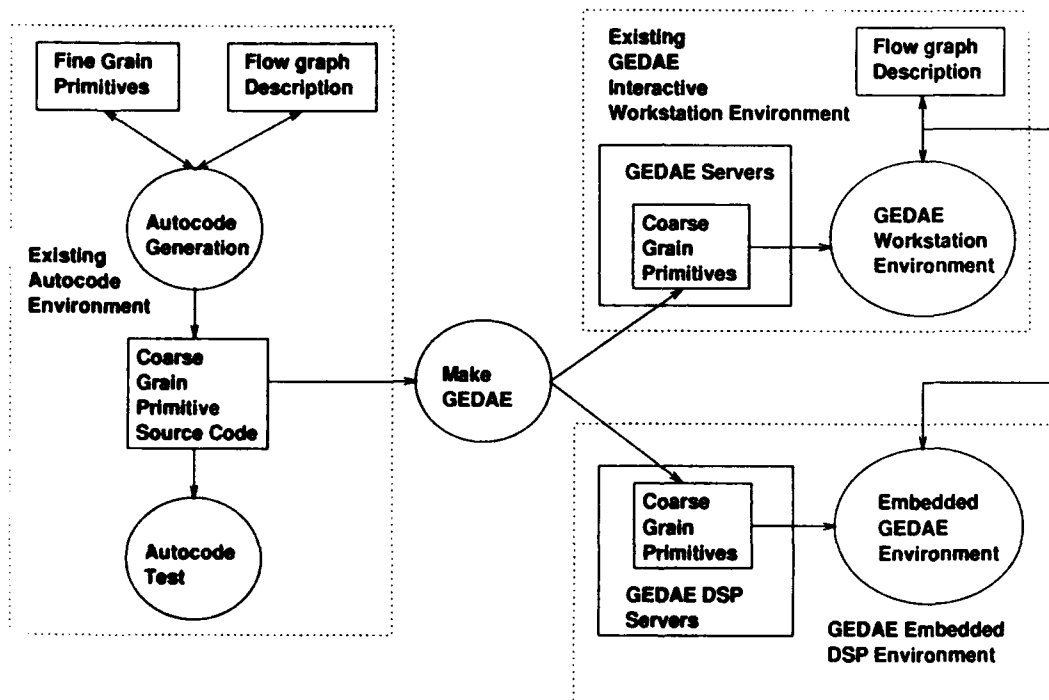 Fine Grain
Primitives
Flow graph
Description
Autocode
Generation
Existing
Autocode
Environment
Coarse
Grain
Primitive
Source Code
Autocode
Test
Make
GEDAE
Existing
GEDAE
Interactive
Workstation Environment
Flow graph
Description
GEDAE Servers
Coarse
Grain
Primitives
GEDAE
Workstation
Environment
Coarse
Grain
Primitives
GEDAE DSP
Servers
Embedded
GEDAE
Environment
GEDAE Embedded
DSP Environment